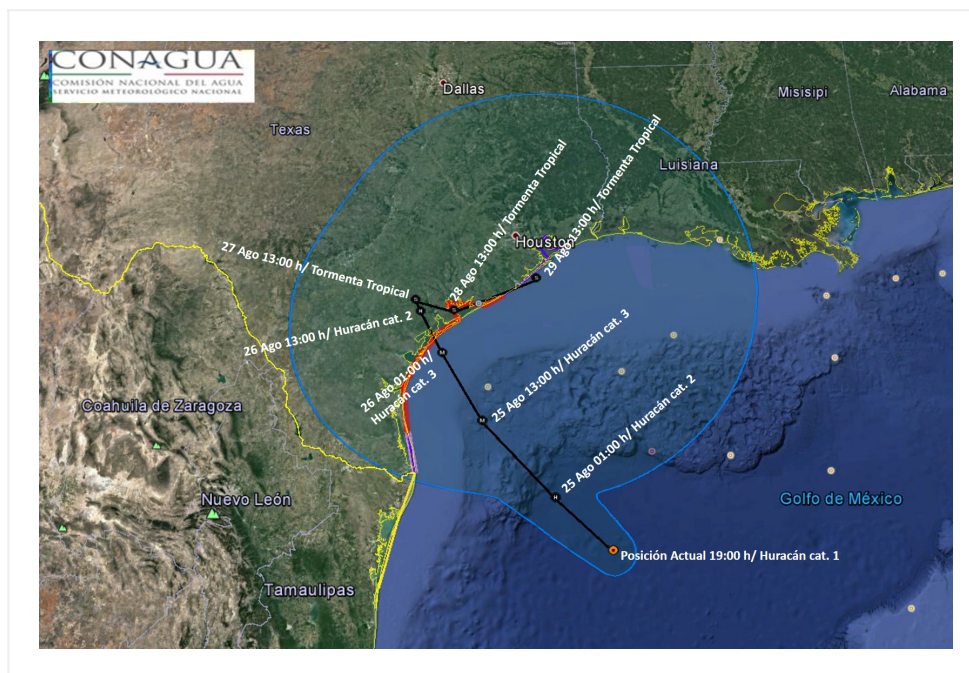 CONAGUA
COMISIÓN NACIONAL DEL AGUA
SERVICIO METEOROLÓGICO NACIONAL
Dallas
Misisipi
Alabama
Texas
Luisiana
Houston
27 Ago 13:00 h/ Tormenta Tropical
28 Ago 13:00 h/ Tormenta Tropical
29 Ago 13:00 h/ Tormenta Tropical
26 Ago 13:00 h/ Huracán cat. 2
26 Ago 01:00 h/
Huracán cat. 3
25 Ago 13:00 h/ Huracán cat. 3
25 Ago 01:00 h/ Huracán cat. 2
Coahuila de Zaragoza
Nuevo León
Golfo de México
Posición Actual 19:00 h/ Huracán cat. 1
Tamaulipas
S
H
S
S
M
M
H